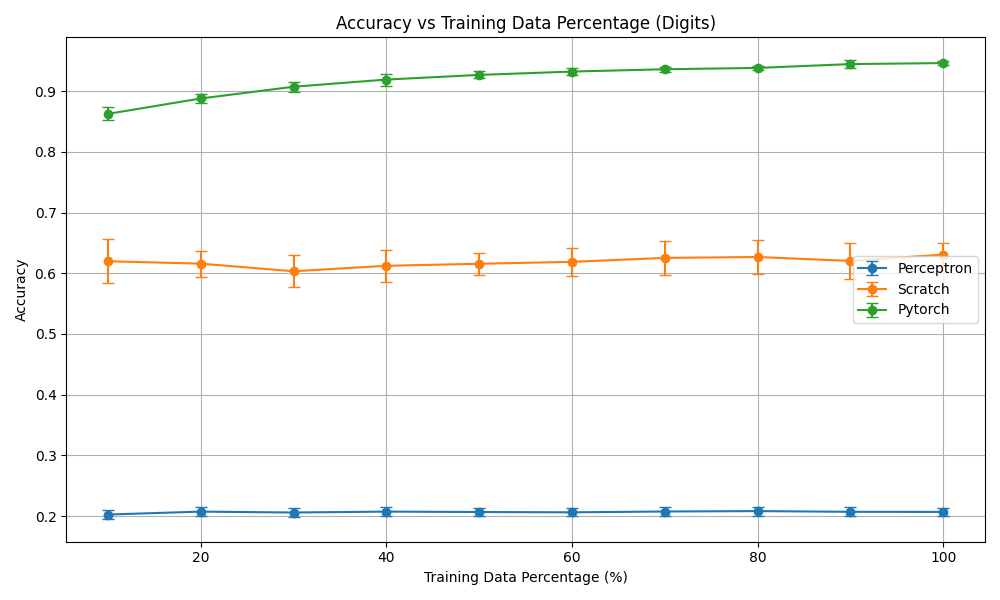 Accuracy vs Training Data Percentage (Digits)
Accuracy
0.9
0.8
0.7
0.6
0.5
0.4
0.3
0.2
Perceptron
Scratch
Pytorch
20 40 60 80 100
Training Data Percentage (%)